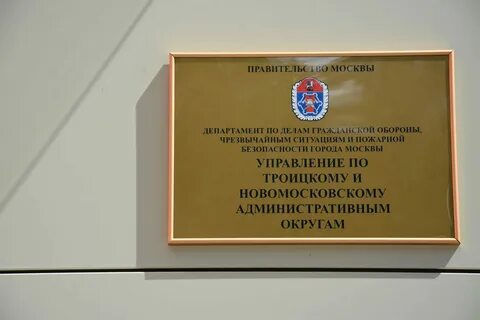 ПРАВИТЕЛЬСТВО МОСКВЫ
ДЕПАРТАМЕНТ ПО ДЕЛАМ ГРАЖДАНСКОЙ ОБОРОНЫ,
ЧРЕЗВЫЧАЙНЫМ СИТУАЦИЯМ И ПОЖАРНОЙ
БЕЗОПАСНОСТИ ГОРОДА МОСКВЫ
УПРАВЛЕНИЕ ПО
ТРОИЦКОМУ И
НОВОМОСКОВСКОМУ
АДМИНИСТРАТИВНЫМ
ОКРУГАМ